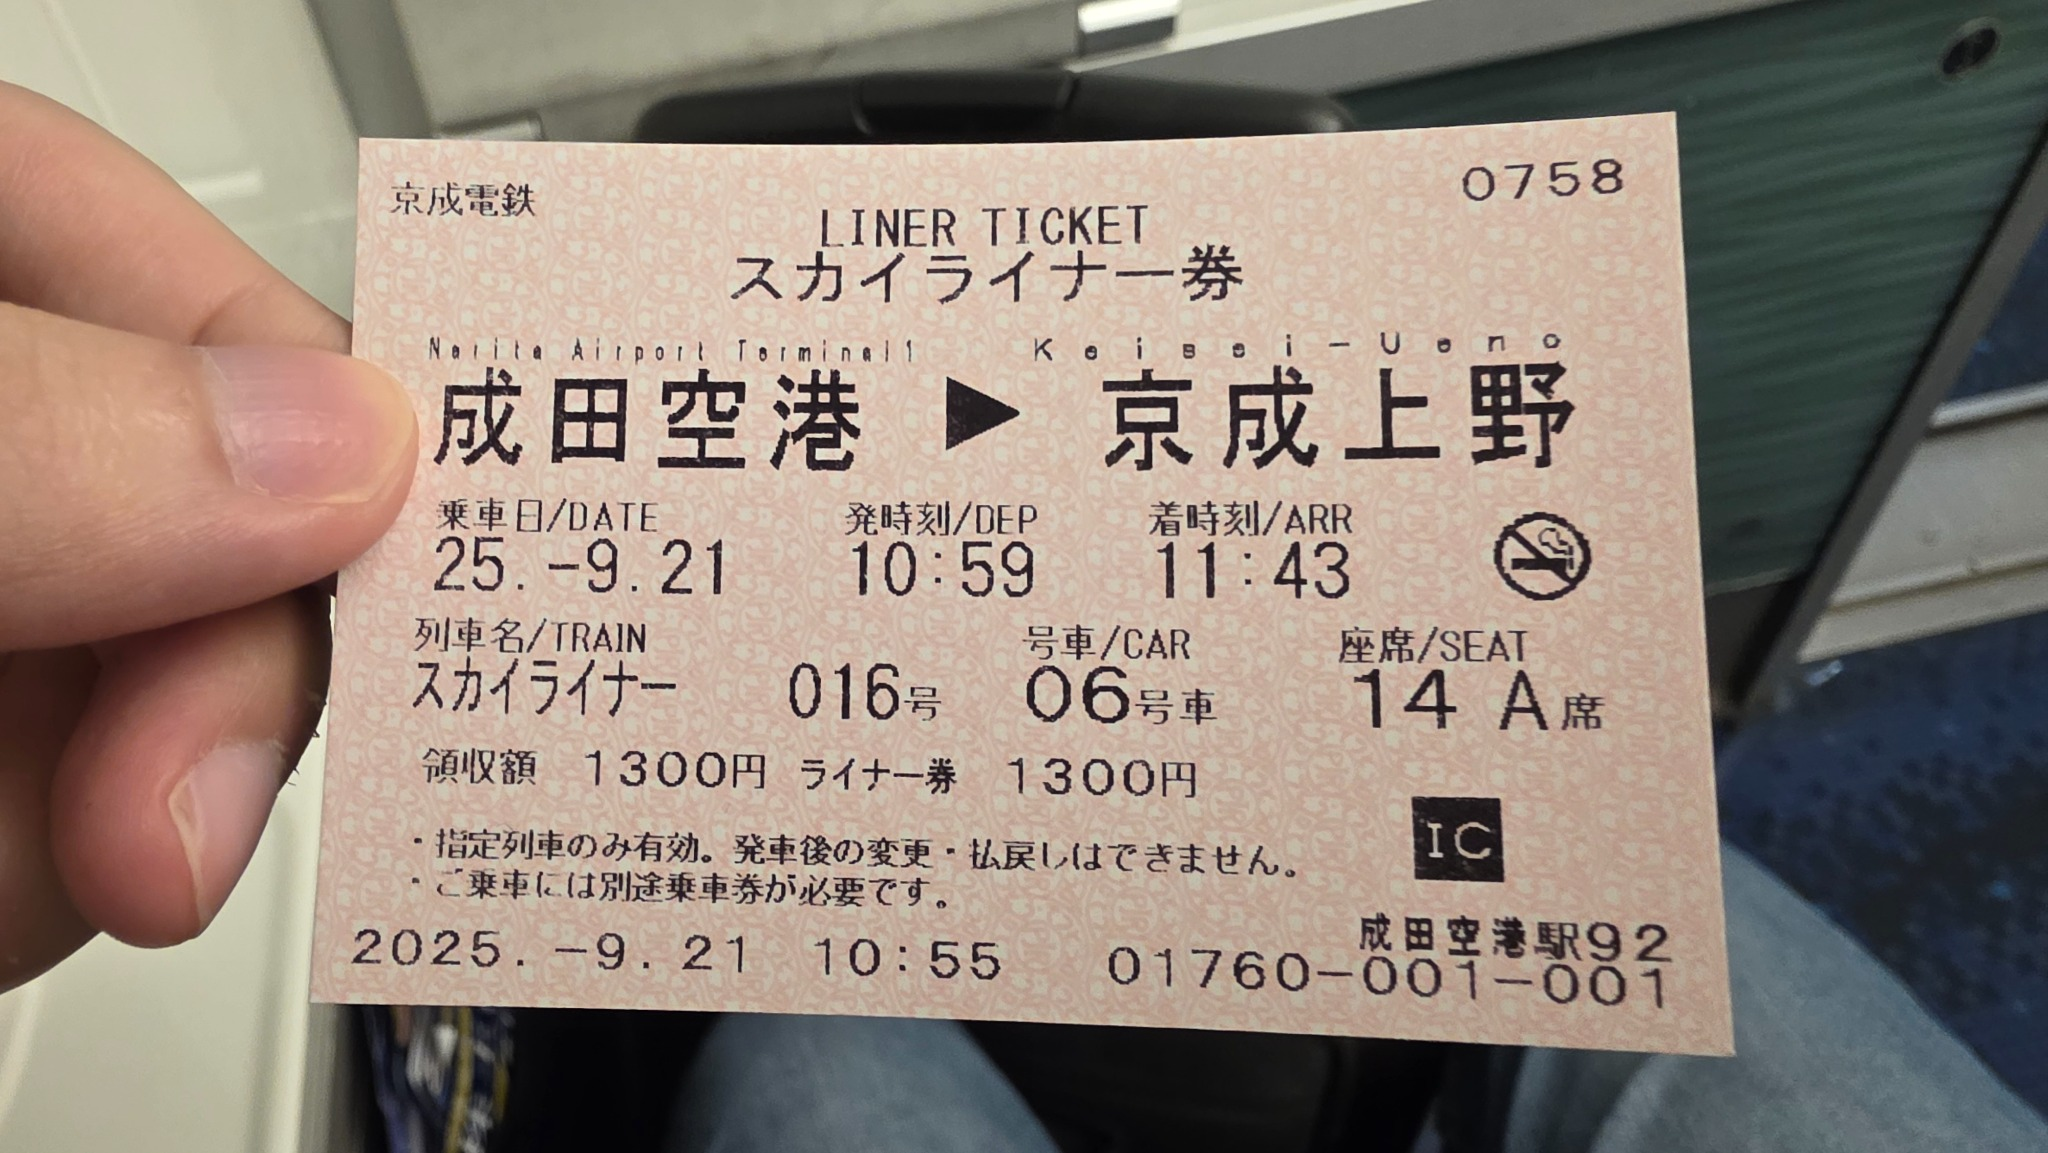 京成電鉄
0758
LINER TICKET
スカイライナー券
Narita Airport Terminal1 Keisei-Ueno
成田空港 ▶ 京成上野
乗車日/DATE 発時刻/DEP 着時刻/ARR
25.-9.21 10:59 11:43
列車名/TRAIN 号車/CAR 座席/SEAT
スカイライナー 016号 06号車 14 A席
領収額 1300円 ライナー券 1300円
IC
・指定列車のみ有効。発車後の変更・払戻しはできません。
・ご乗車には別途乗車券が必要です。
成田空港駅92
2025.-9.21 10:55 01760-001-001